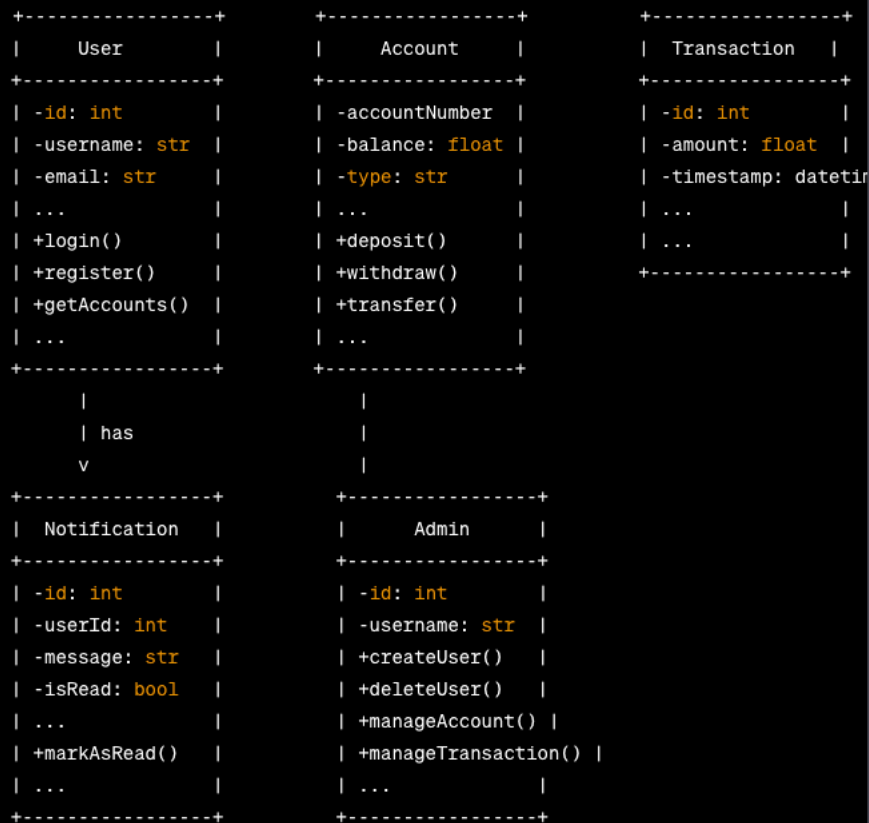 +-----------------+          +------------------+             +------------------+
|      User       |          |     Account      |             |  Transaction   |
+-----------------+          +------------------+             +-----------------+
| -id: int        |          | -accountNumber  |             | -id: int         |
| -username: str  |          | -balance: float |             | -amount: float  |
| -email: str     |          | -type: str      |             | -timestamp: datetim
| ...             |          | ...             |             | ...             |
| +login()        |          | +deposit()      |             | ...             |
| +register()     |          | +withdraw()     |             +-----------------+
| +getAccounts()  |          | +transfer()     |
| ...             |          | ...             |
+-----------------+          +-----------------+
      |                          |
      | has                      |
      v                          |
+-----------------+            +-----------------+
|  Notification   |            |      Admin      |
+-----------------+            +-----------------+
| -id: int        |            | -id: int        |
| -userId: int    |            | -username: str  |
| -message: str   |            | +createUser()   |
| -isRead: bool   |            | +deleteUser()   |
| ...             |            | +manageAccount() |
| +markAsRead()   |            | +manageTransaction() |
| ...             |            | ...             |
+-----------------+            +-----------------+